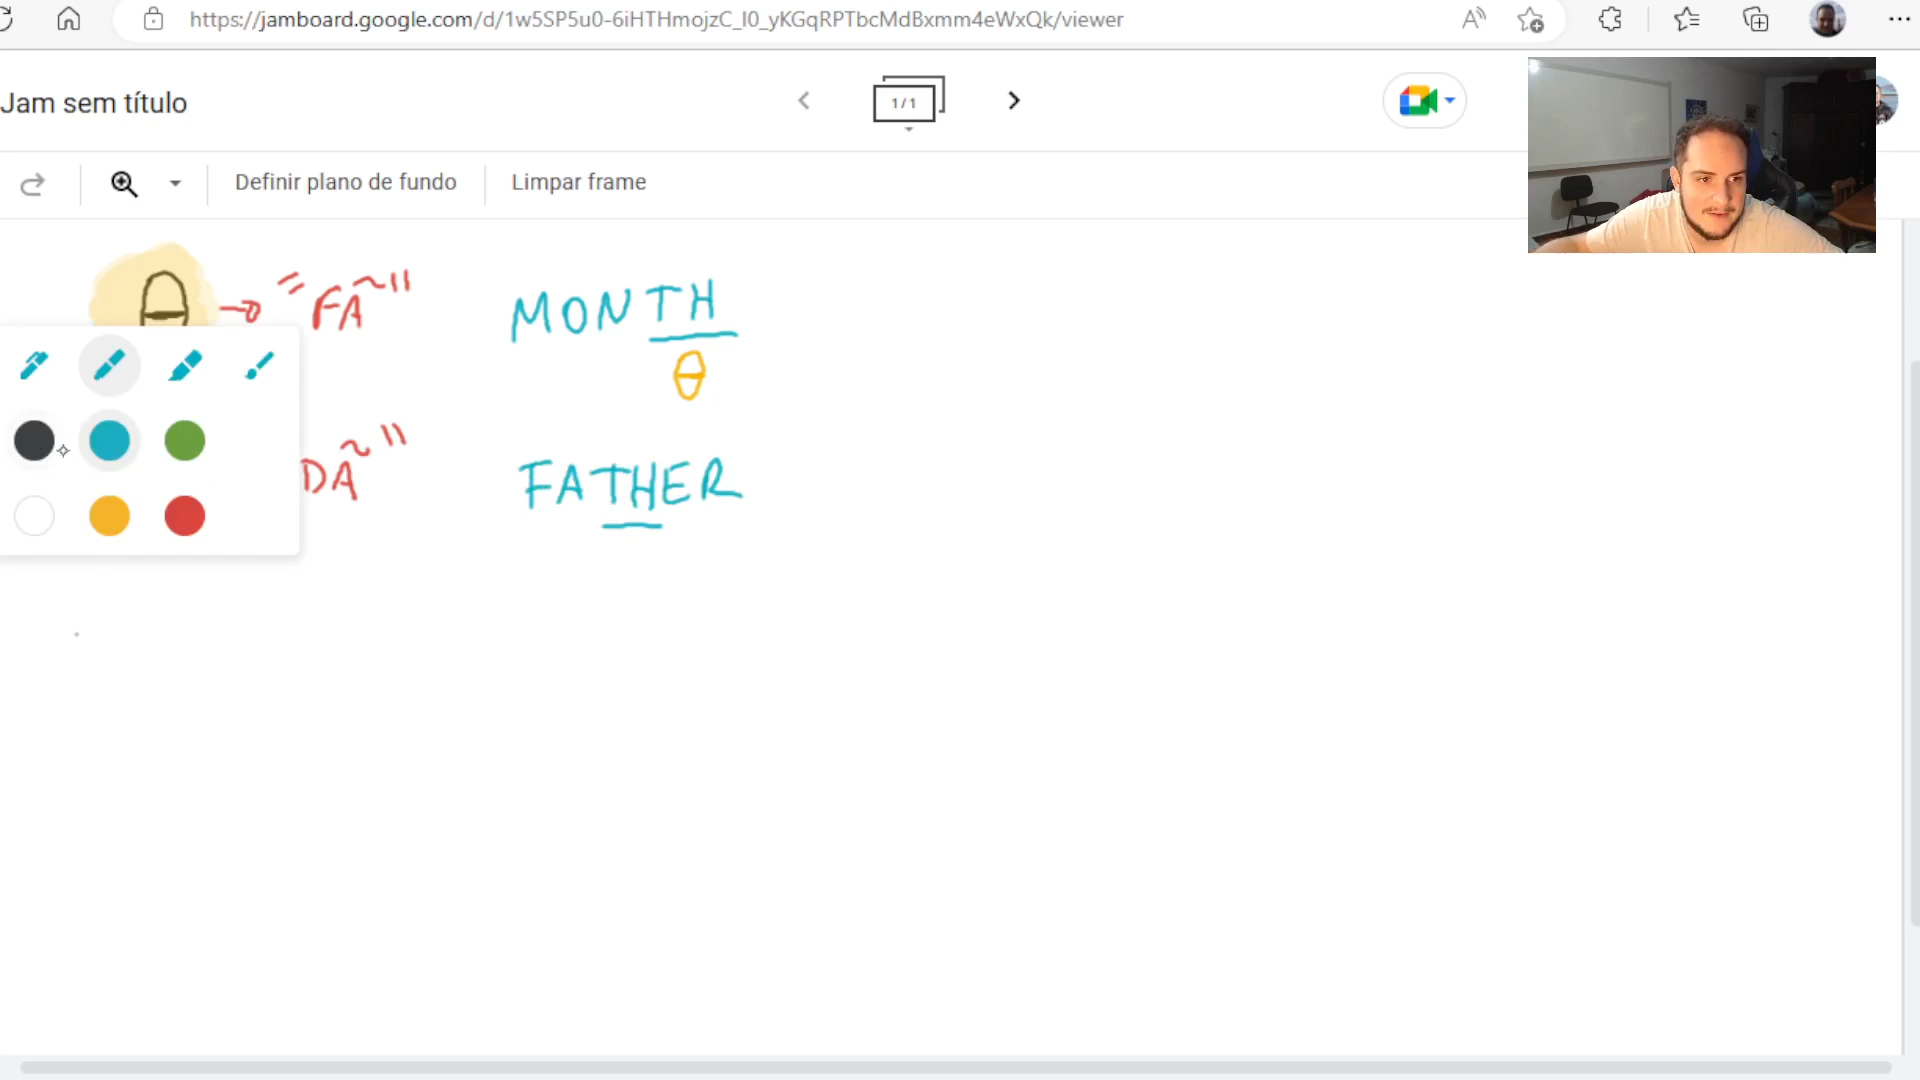 https://jamboard.google.com/d/1w5SP5u0-6iHTHmojzC_I0_yKGqRPTbcMdBxmm4eWxQk/viewer
Jam sem título
1/1
Definir plano de fundo
Limpar frame
θ "FÃ" MONTH
θ
DÃ" FATHER